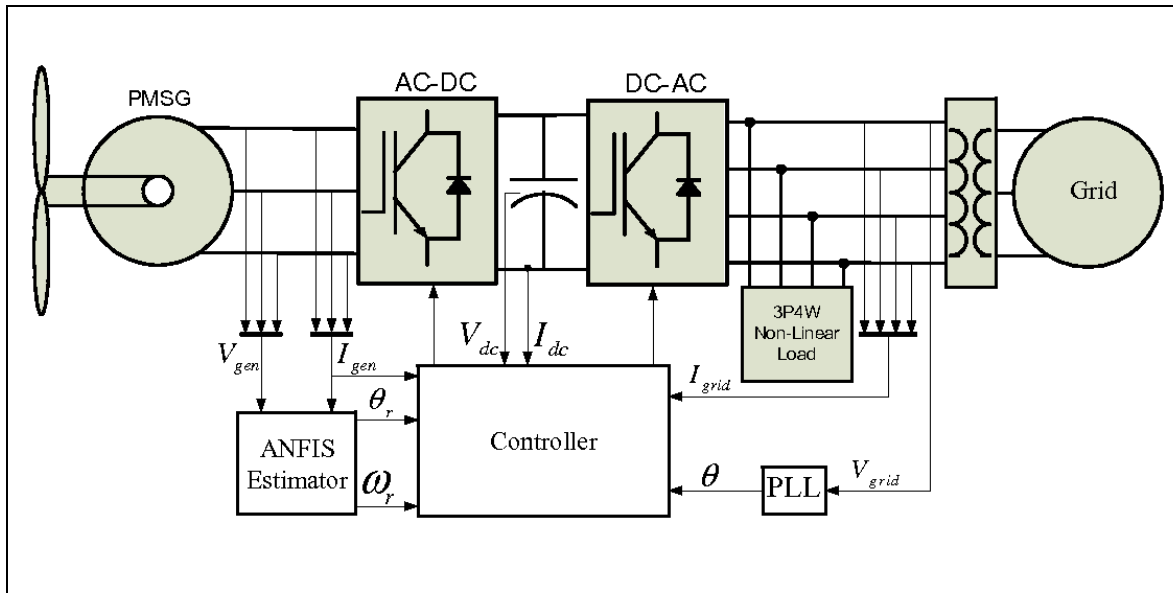 AC-DC
DC-AC
PMSG
Grid
3P4W
Non-Linear
Load
V_gen
I_gen
V_dc
I_dc
I_grid
θ_r
ANFIS
Estimator
Controller
ω_r
θ
PLL
V_grid